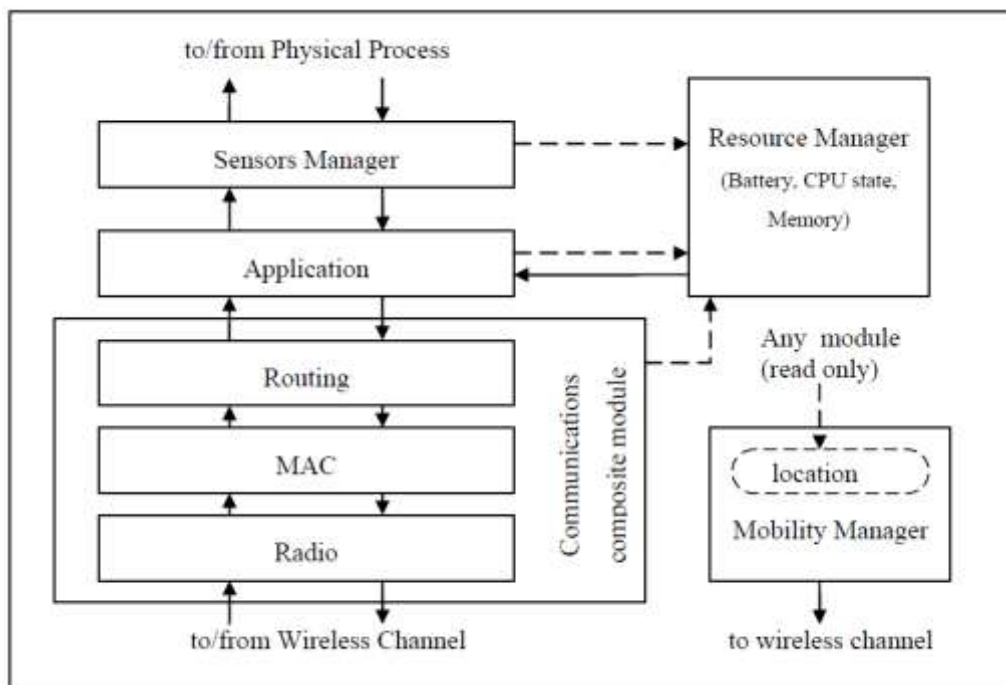 to/from Physical Process
Sensors Manager
Application
Routing
MAC
Radio
Communications
composite module
to/from Wireless Channel
Resource Manager
(Battery, CPU state,
Memory)
Any module
(read only)
location
Mobility Manager
to wireless channel